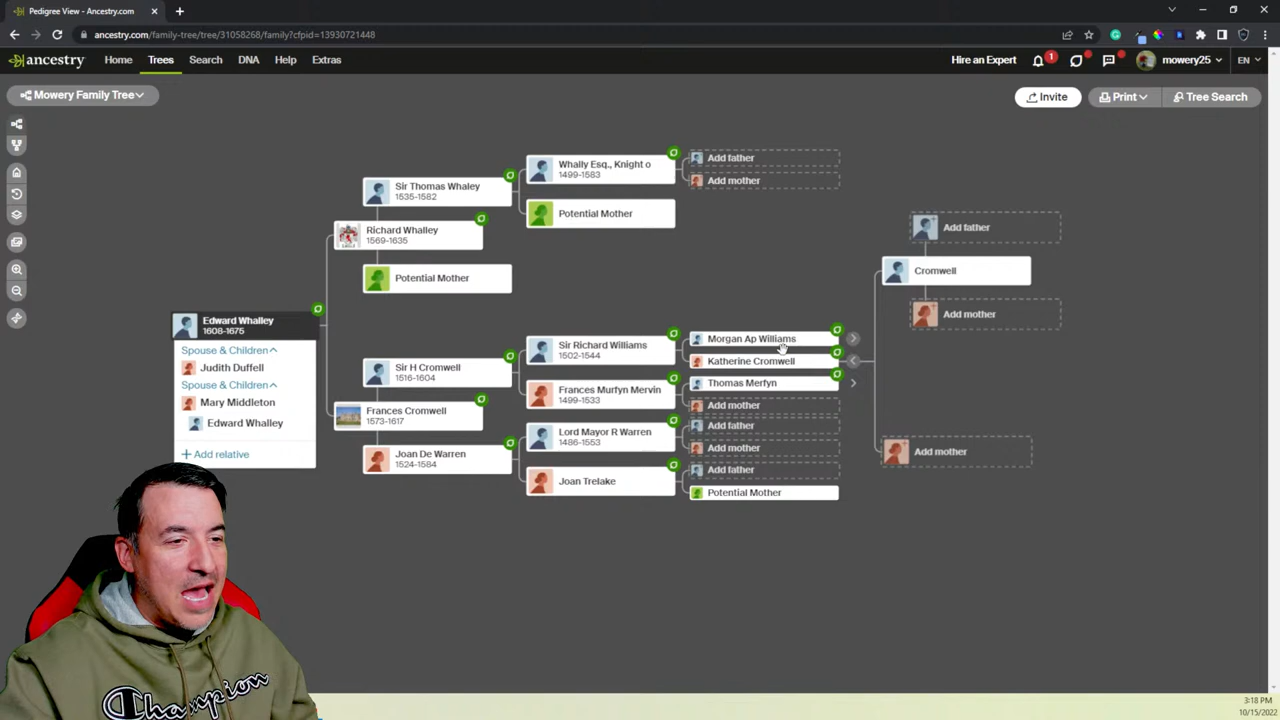 Pedigree View - Ancestry.com
ancestry.com/family-tree/tree/31058268/family?cfpid=13930721448
ancestry Home Trees Search DNA Help Extras Hire an Expert 1 mowery25 EN
Mowery Family Tree Invite Print Tree Search
Whally Esq., Knight o
1499-1583
Add father
Add mother
Sir Thomas Whaley
1535-1582
Potential Mother
Richard Whalley
1569-1635
Add father
Potential Mother
Cromwell
Add mother
Edward Whalley
1608-1675
Spouse & Children
Judith Duffell
Spouse & Children
Mary Middleton
Edward Whalley
+ Add relative
Sir Richard Williams
1502-1544
Morgan Ap Williams
Katherine Cromwell
Sir H Cromwell
1516-1604
Frances Murfyn Mervin
1499-1533
Thomas Merfyn
Add mother
Frances Cromwell
1573-1617
Lord Mayor R Warren
1486-1553
Add father
Add mother
Joan De Warren
1524-1584
Joan Trelake
Add father
Potential Mother
Add mother
Champion
3:18 PM
10/15/2022